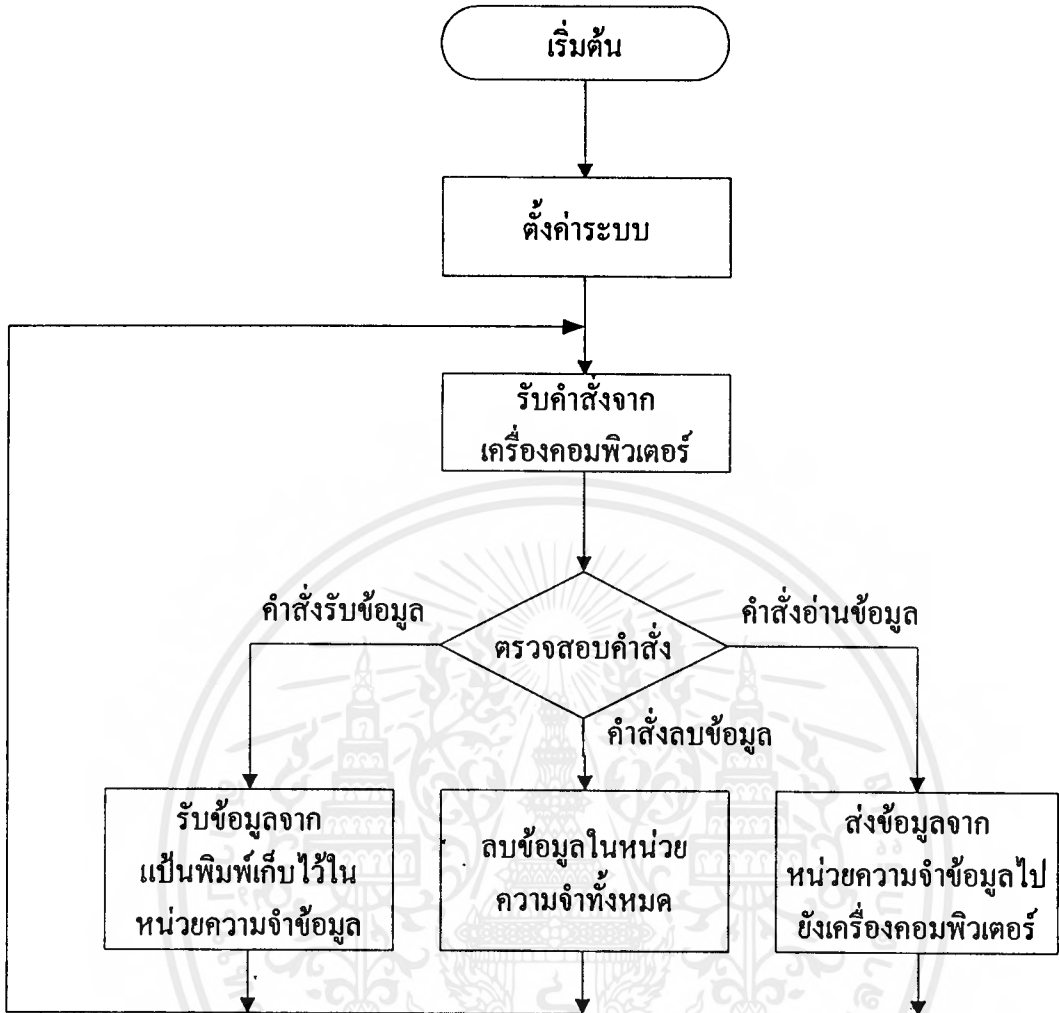 เริ่มต้น
ตั้งค่าระบบ
รับคำสั่งจาก
เครื่องคอมพิวเตอร์
คำสั่งรับข้อมูล
คำสั่งอ่านข้อมูล
ตรวจสอบคำสั่ง
คำสั่งลบข้อมูล
รับข้อมูลจาก
แป้นพิมพ์เก็บไว้ใน
หน่วยความจำข้อมูล
ลบข้อมูลในหน่วย
ความจำทั้งหมด
ส่งข้อมูลจาก
หน่วยความจำข้อมูลไป
ยังเครื่องคอมพิวเตอร์